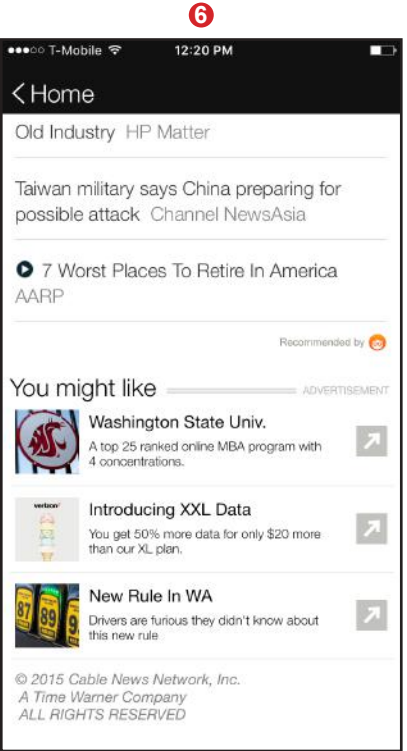 6
T-Mobile 12:20 PM
Home
Old Industry HP Matter
Taiwan military says China preparing for
possible attack Channel NewsAsia
7 Worst Places To Retire In America
AARP
Recommended by
You might like ADVERTISEMENT
Washington State Univ.
A top 25 ranked online MBA program with
4 concentrations.
verizon
Introducing XXL Data
You get 50% more data for only $20 more
than our XL plan.
87 89 9
New Rule In WA
Drivers are furious they didn't know about
this new rule
© 2015 Cable News Network, Inc.
A Time Warner Company
ALL RIGHTS RESERVED